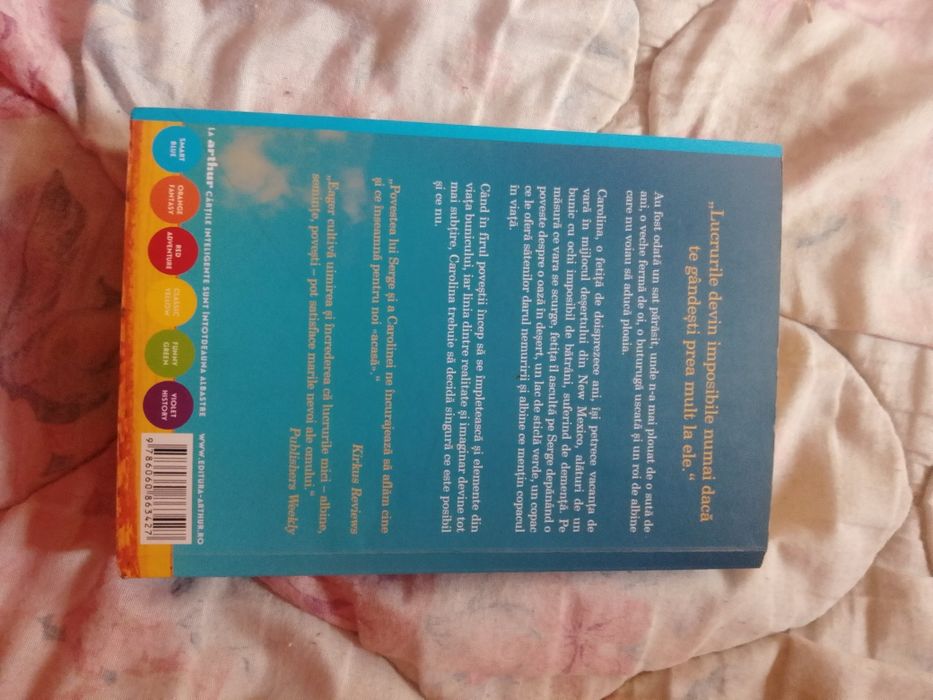 „Lucrurile devin imposibile numai dacă
te gândești prea mult la ele.“
Au fost odată un sat părăsit, unde n-a mai plouat de o sută de
ani, o veche fermă de oi, o buturugă uscată și un roi de albine
care nu voiau să aducă ploaia.
Carolina, o fetiță de doisprezece ani, își petrece vacanța de
vară în mijlocul deșertului din New Mexico, alături de un
bunic cu ochi imposibil de bătrâni, suferind de demență. Pe
măsură ce vara se scurge, fetița îl ascultă pe Serge depănând o
poveste despre o oază în deșert, un lac de sticlă verde, un copac
ce le oferă sătenilor darul nemuririi și albine ce mențin copacul
în viață.
Când în firul poveștii încep să se împletească și elemente din
viața bunicului, iar linia dintre realitate și imaginar devine tot
mai subțire, Carolina trebuie să decidă singură ce este posibil
și ce nu.
„Povestea lui Serge și a Carolinei ne încurajează să aflăm cine
și ce înseamnă pentru noi «acasă».“
Kirkus Reviews
„Eager cultivă uimirea și încrederea că lucrurile mici – albine,
semințe, povești – pot satisface marile nevoi ale omului.“
Publishers Weekly
LA arthur CĂRȚILE INTELIGENTE SUNT ÎNTOTDEAUNA ALBASTRE
WWW.EDITURA-ARTHUR.RO
SMART
BLUE
ORANGE
FANTASY
RED
ADVENTURE
CLASSIC
YELLOW
FUNNY
GREEN
VIOLET
HISTORY
9 786060 863427